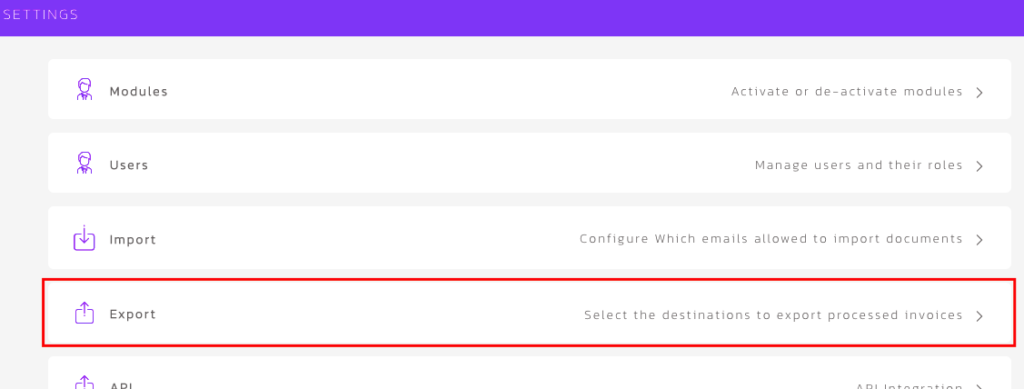 SETTINGS
Modules Activate or de-activate modules
Users Manage users and their roles
Import Configure Which emails allowed to import documents
Export Select the destinations to export processed invoices
API API Integration